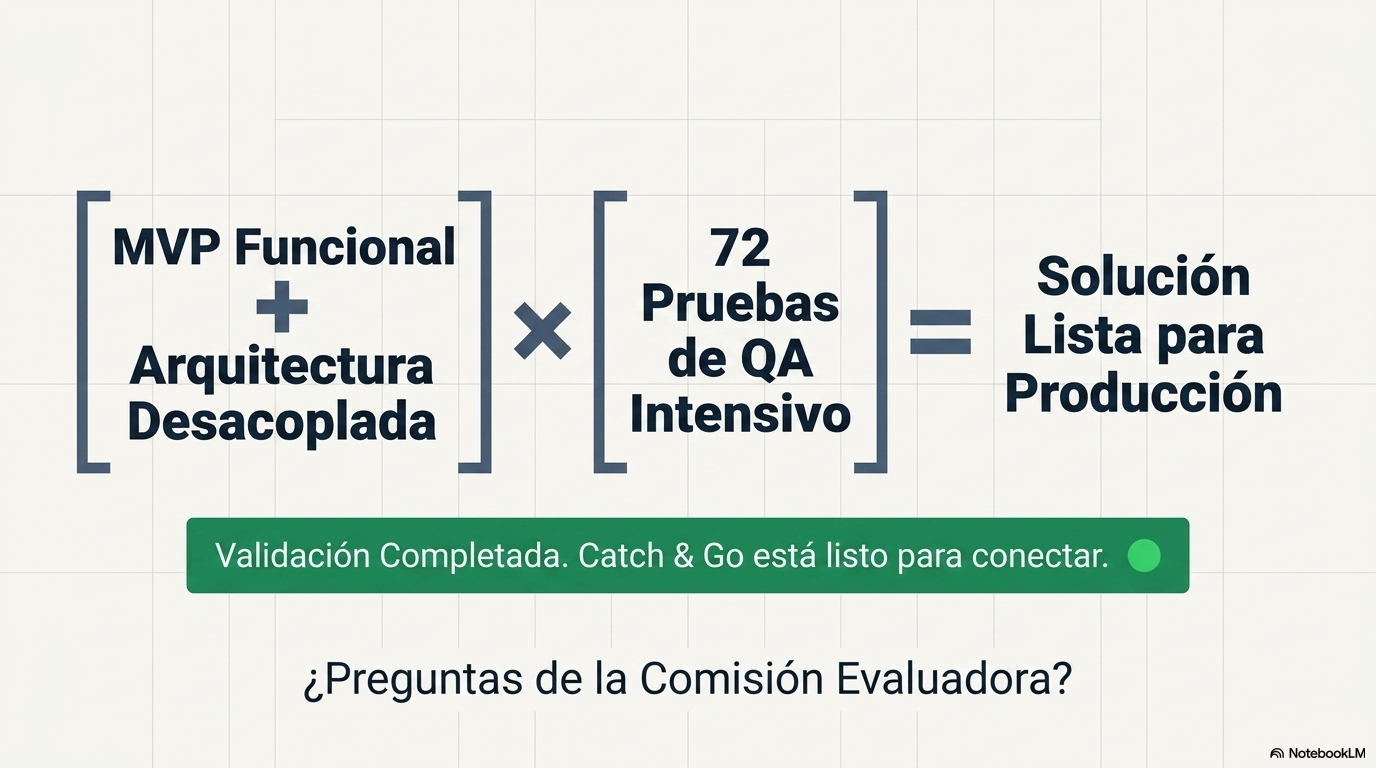 MVP Funcional
+
Arquitectura
Desacoplada
×
72
Pruebas
de QA
Intensivo
=
Solución
Lista para
Producción
Validación Completada. Catch & Go está listo para conectar.
¿Preguntas de la Comisión Evaluadora?
NotebookLM